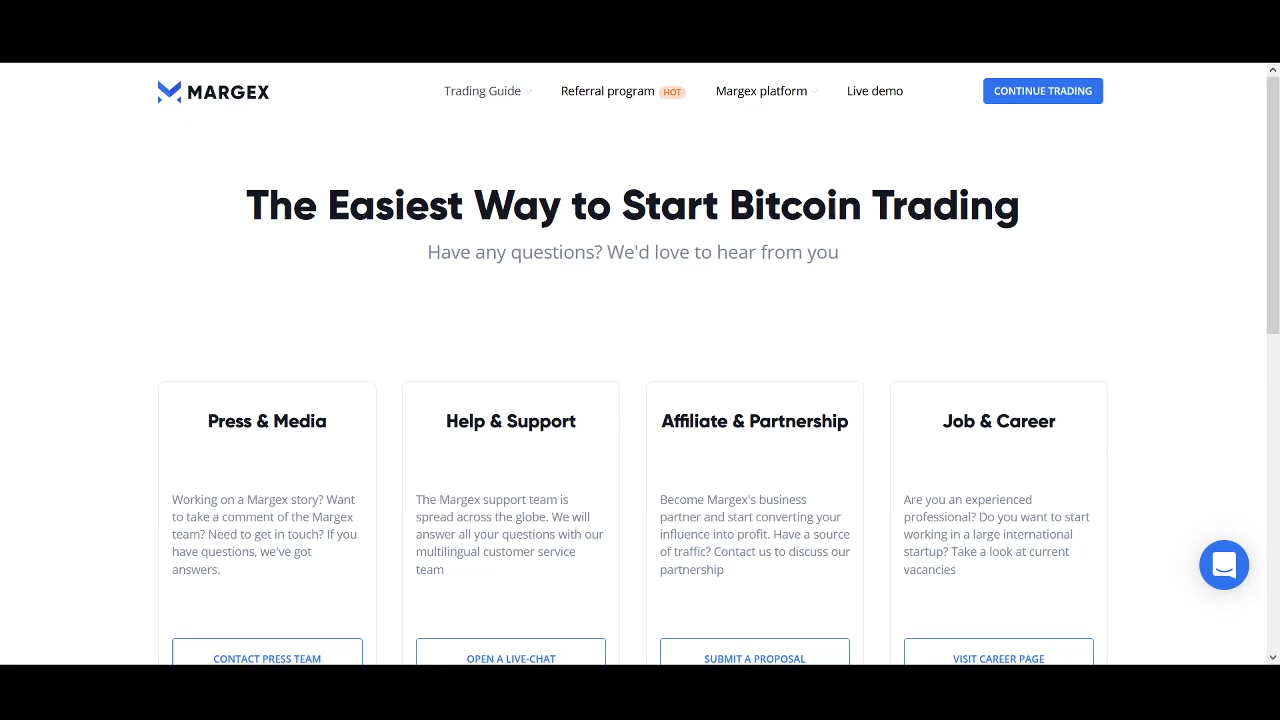 MARGEX
Trading Guide
Referral program HOT
Margex platform
Live demo
CONTINUE TRADING
The Easiest Way to Start Bitcoin Trading
Have any questions? We'd love to hear from you
Press & Media
Working on a Margex story? Want
to take a comment of the Margex
team? Need to get in touch? If you
have questions, we've got
answers.
CONTACT PRESS TEAM
Help & Support
The Margex support team is
spread across the globe. We will
answer all your questions with our
multilingual customer service
team
OPEN A LIVE-CHAT
Affiliate & Partnership
Become Margex's business
partner and start converting your
influence into profit. Have a source
of traffic? Contact us to discuss our
partnership
SUBMIT A PROPOSAL
Job & Career
Are you an experienced
professional? Do you want to start
working in a large international
startup? Take a look at current
vacancies
VISIT CAREER PAGE